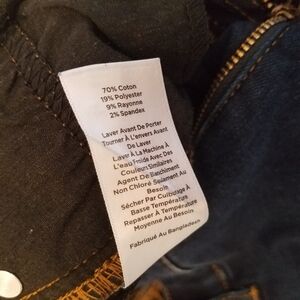 70% Coton
19% Polyester
9% Rayonne
2% Spandex
Laver Avant De Porter
Tourner À L'envers Avant
De Laver
Laver À La Machine À
L'eau Froide Avec Des
Couleurs Similaires
Agent De Blanchiment
Non Chloré Seulement Au
Besoin
Sécher Par Culbutage À
Basse Température
Repasser À Température
Moyenne Au Besoin
Fabriqué Au Bangladesh